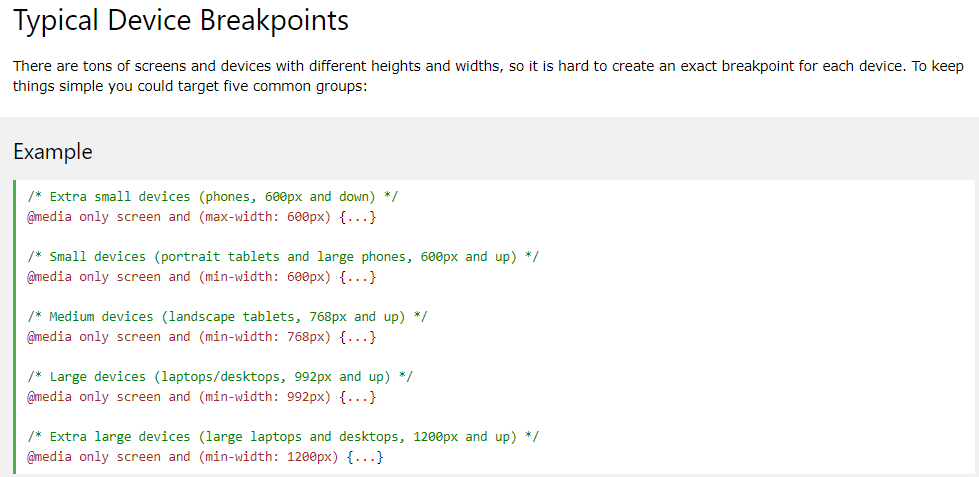 Typical Device Breakpoints
There are tons of screens and devices with different heights and widths, so it is hard to create an exact breakpoint for each device. To keep
things simple you could target five common groups:
Example
/* Extra small devices (phones, 600px and down) */
@media only screen and (max-width: 600px) {...}
/* Small devices (portrait tablets and large phones, 600px and up) */
@media only screen and (min-width: 600px) {...}
/* Medium devices (landscape tablets, 768px and up) */
@media only screen and (min-width: 768px) {...}
/* Large devices (laptops/desktops, 992px and up) */
@media only screen and (min-width: 992px) {...}
/* Extra large devices (large laptops and desktops, 1200px and up) */
@media only screen and (min-width: 1200px) {...}